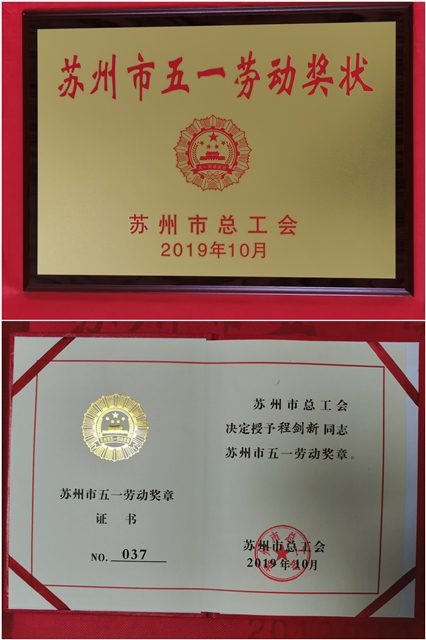 苏州市五一劳动奖状
苏州市总工会
2019年10月
苏州市五一劳动奖章
证 书
NO. 037
苏州市总工会
决定授予程剑新同志
苏州市五一劳动奖章。
苏州市总工会
2019年10月